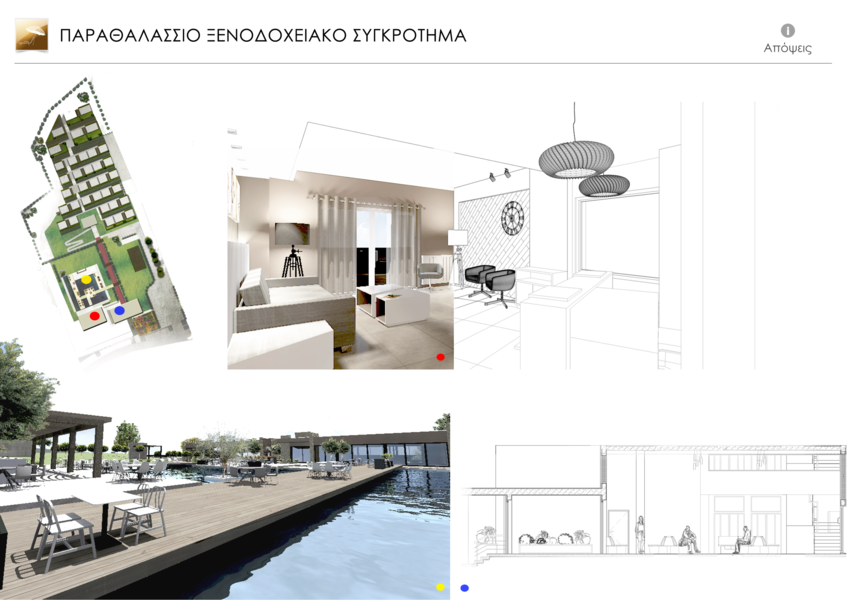 ΠΑΡΑΘΑΛΑΣΣΙΟ ΞΕΝΟΔΟΧΕΙΑΚΟ ΣΥΓΚΡΟΤΗΜΑ
i
Απόψεις